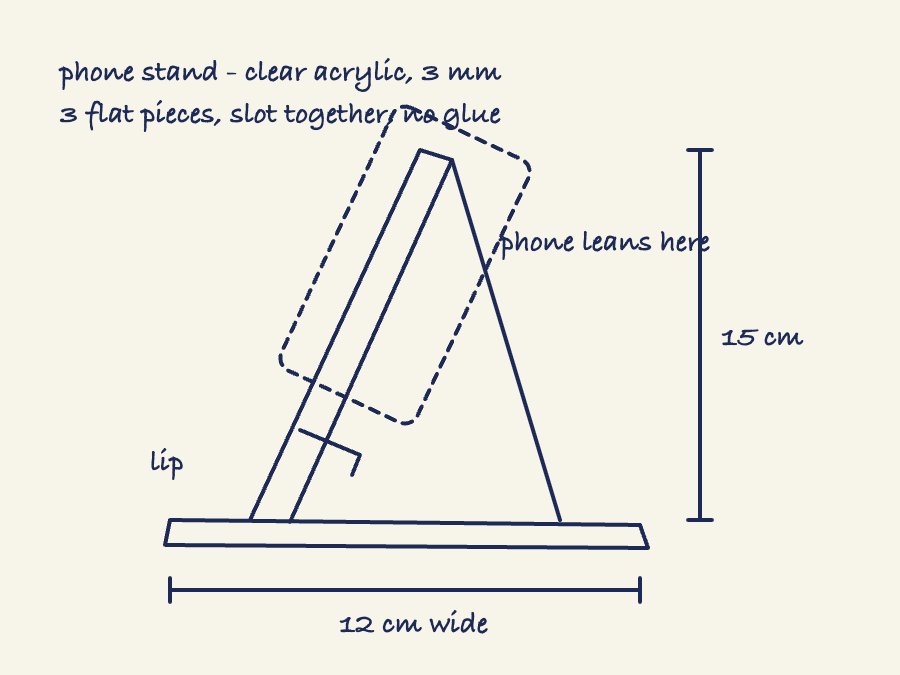 phone stand - clear acrylic, 3 mm
3 flat pieces, slot together, no glue
phone leans here
15 cm
lip
12 cm wide